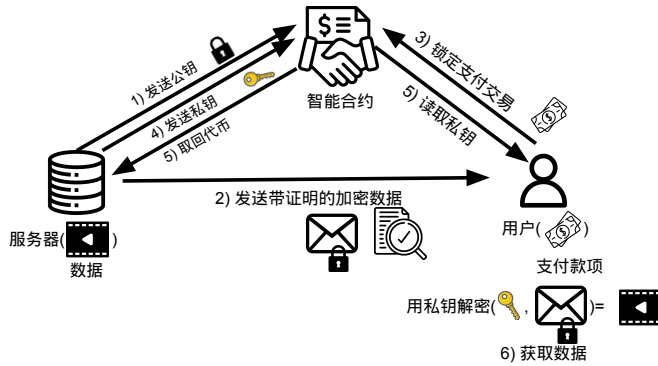 1) 发送公钥
3) 锁定支付交易
智能合约
4) 发送私钥
5) 读取私钥
5) 取回代币
2) 发送带证明的加密数据
服务器( )
数据
用户( )
支付款项
用私钥解密( , )=
6) 获取数据